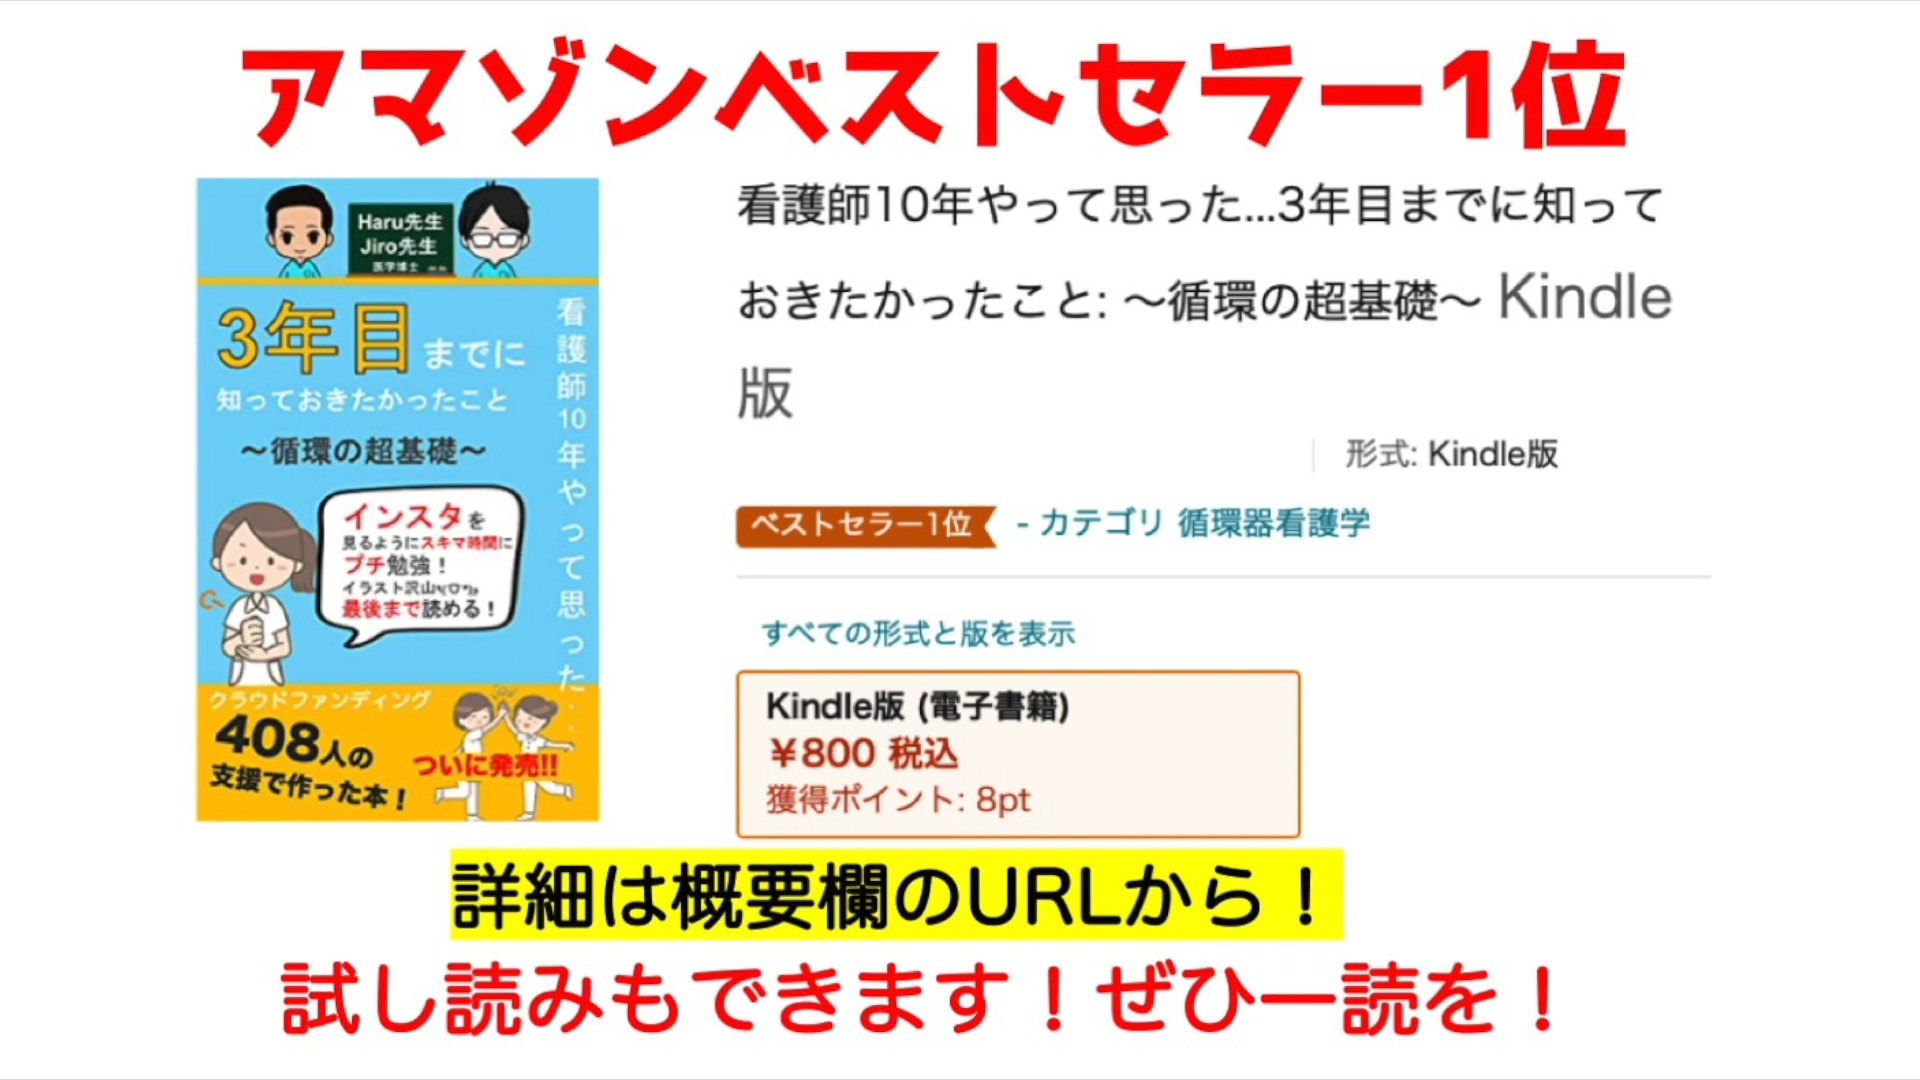 アマゾンベストセラー1位
Haru先生
Jiro先生
医学博士
3年目までに
知っておきたかったこと
〜循環の超基礎〜
看護師10年やって思った...
インスタを
見るようにスキマ時間に
プチ勉強！
イラスト沢山
最後まで読める！
クラウドファンディング
408人の
支援で作った本！
ついに発売!!
看護師10年やって思った...3年目までに知って
おきたかったこと: 〜循環の超基礎〜 Kindle
版
形式: Kindle版
ベストセラー1位 - カテゴリ 循環器看護学
すべての形式と版を表示
Kindle版 (電子書籍)
￥800 税込
獲得ポイント: 8pt
詳細は概要欄のURLから！
試し読みもできます！ぜひ一読を！